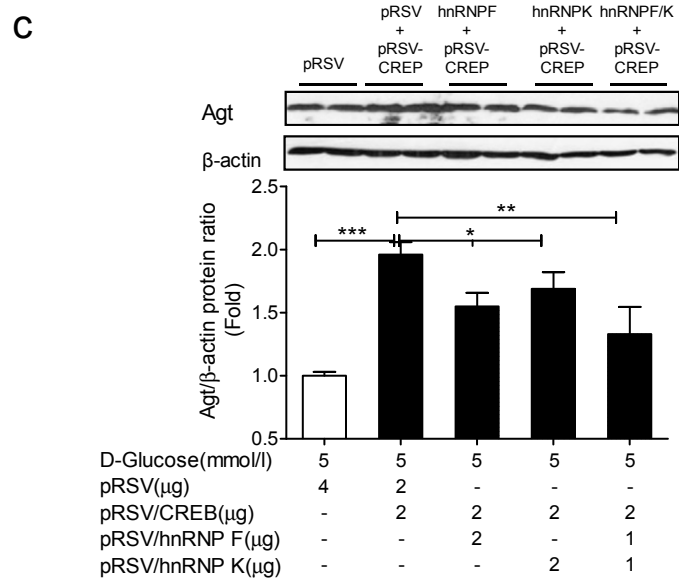 C
pRSV hnRNPF hnRNPK hnRNPF/K
+ + + +
pRSV pRSV- pRSV- pRSV- pRSV-
CREP CREP CREP CREP
Agt
β-actin
2.5
** 
*** *
2.0
1.5
1.0
0.5
Agt/β-actin protein ratio
(Fold)
D-Glucose(mmol/l) 5 5 5 5 5
pRSV(μg) 4 2 - - -
pRSV/CREB(μg) - 2 2 2 2
pRSV/hnRNP F(μg) - - 2 - 1
pRSV/hnRNP K(μg) - - - 2 1